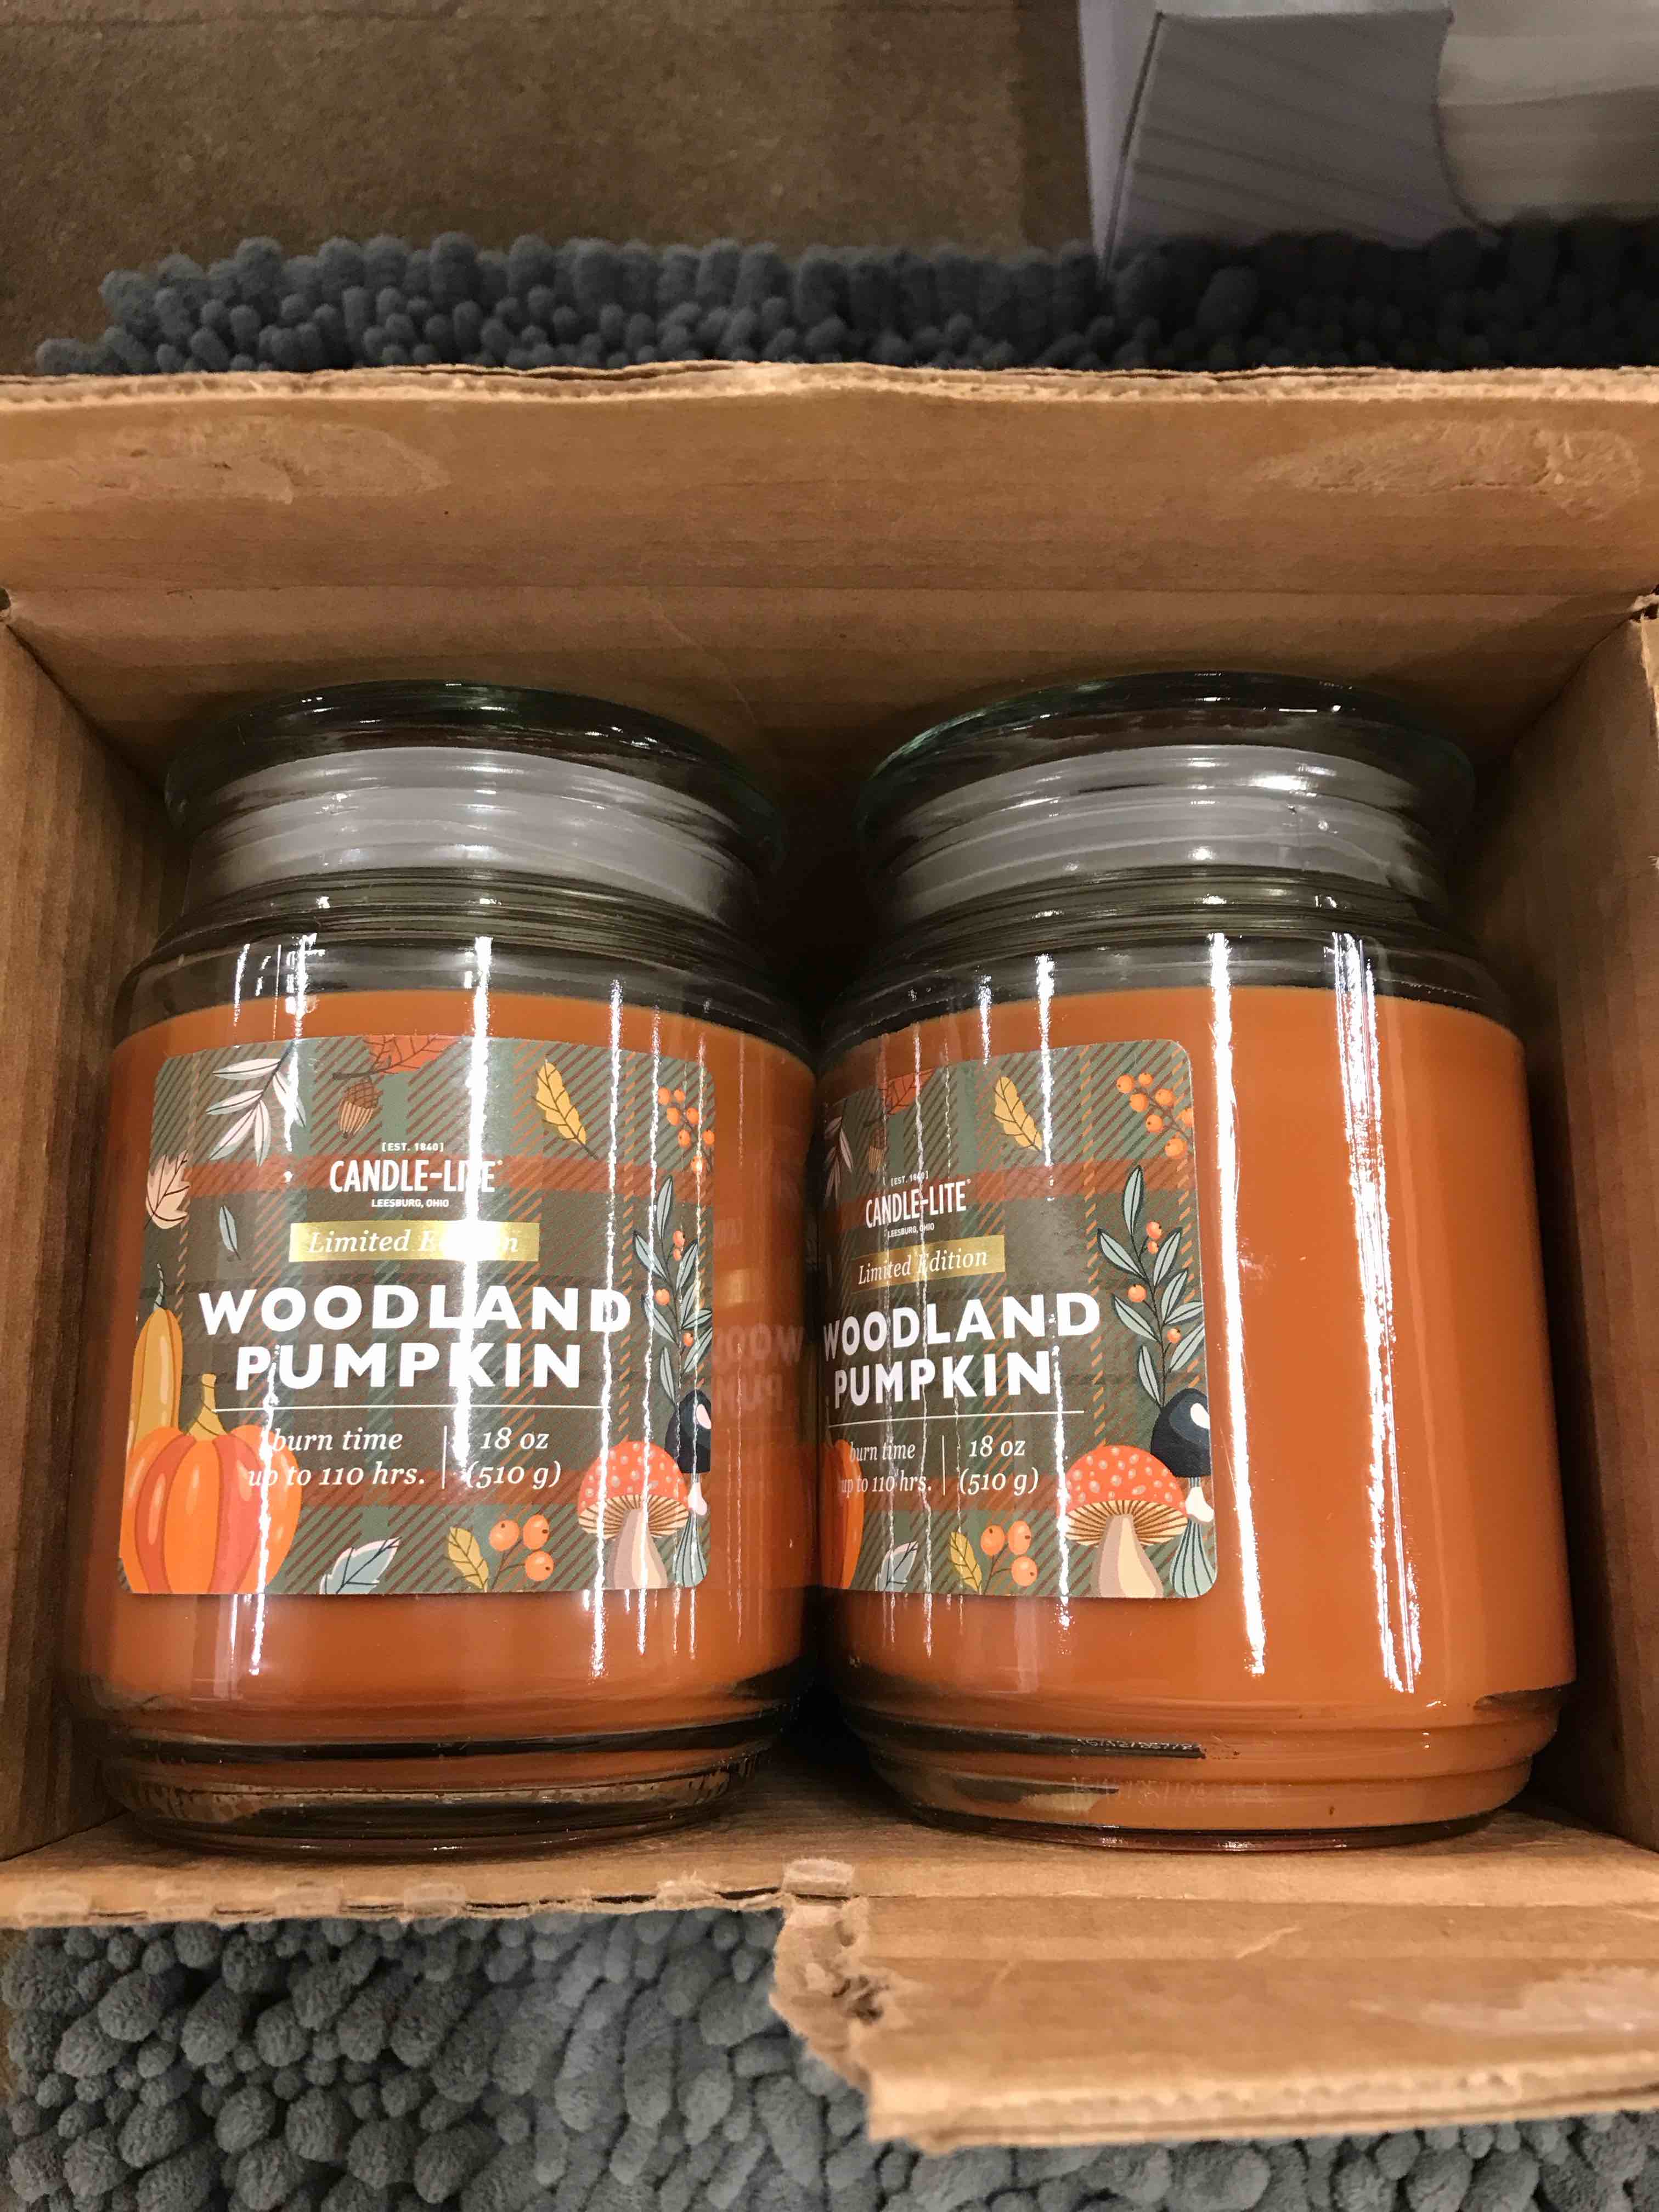 [EST. 1840]
CANDLE-LITE®
LEESBURG, OHIO
Limited Edition
WOODLAND
PUMPKIN
burn time
up to 110 hrs.
18 oz
(510 g)
[EST. 1840]
CANDLE-LITE®
LEESBURG, OHIO
Limited Edition
WOODLAND
PUMPKIN
burn time
up to 110 hrs.
18 oz
(510 g)